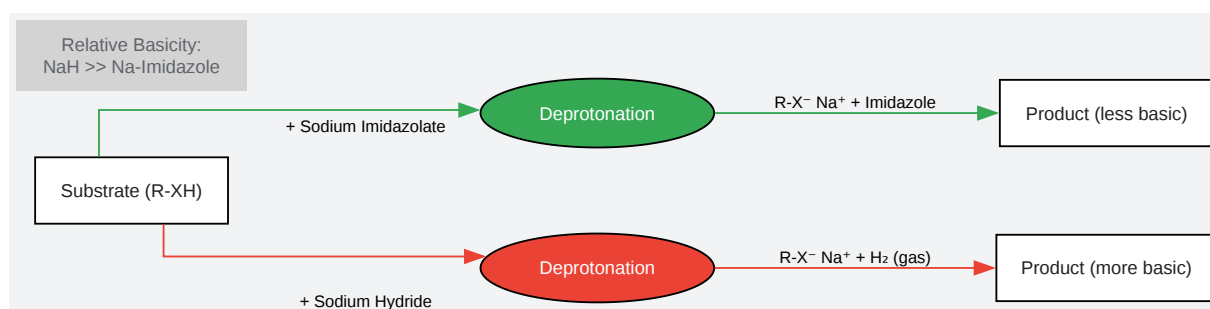 Relative Basicity:
NaH >> Na-Imidazole
+ Sodium Imidazolate
Deprotonation
R-X⁻ Na⁺ + Imidazole
Product (less basic)
Substrate (R-XH)
+ Sodium Hydride
Deprotonation
R-X⁻ Na⁺ + H₂ (gas)
Product (more basic)